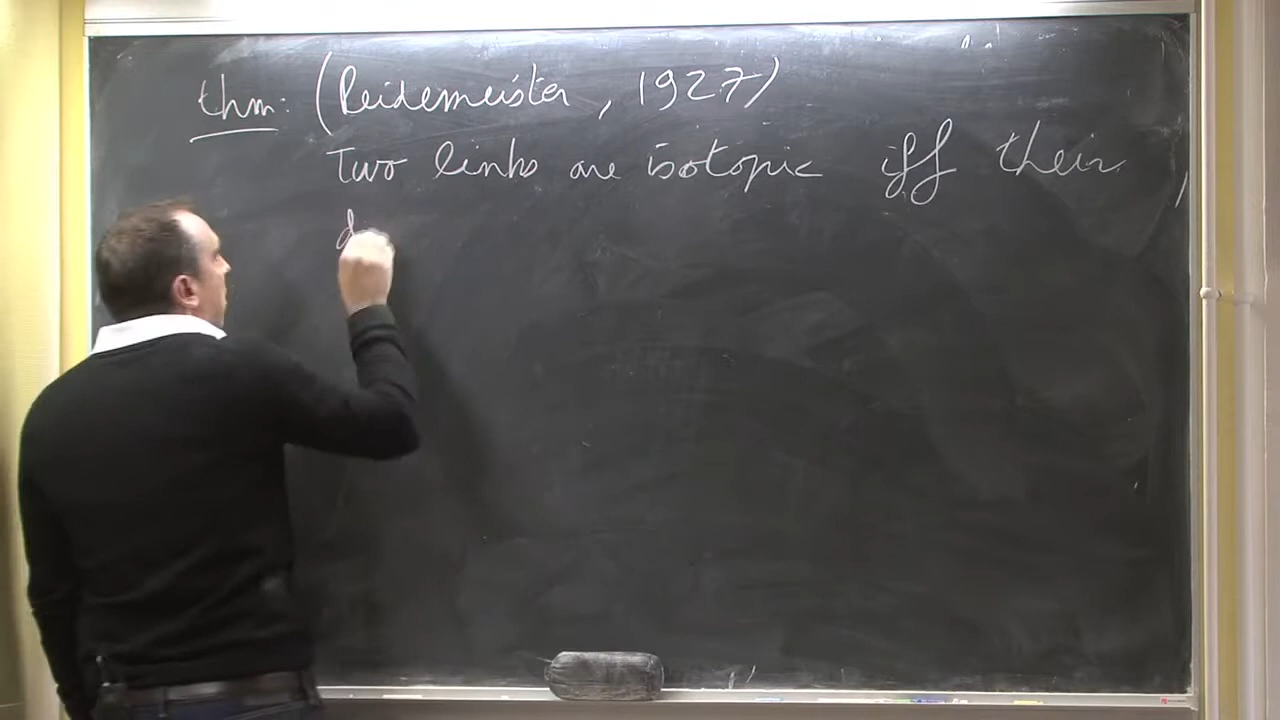 thm: (Reidemeister, 1927)
Two links are isotopic iff their
d